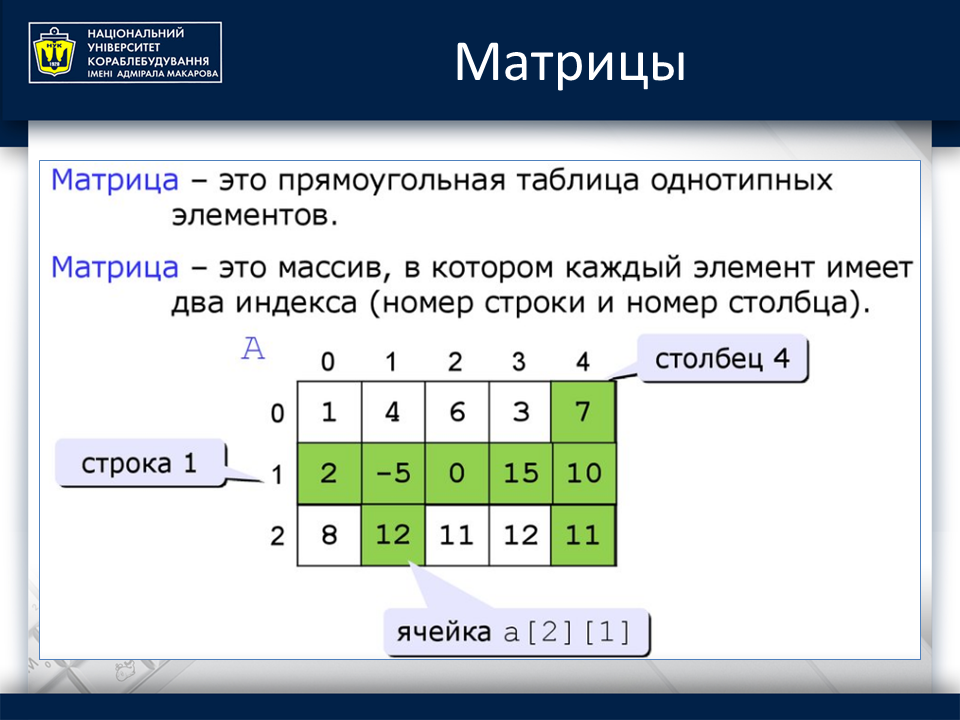 НАЦІОНАЛЬНИЙ
УНІВЕРСИТЕТ
КОРАБЛЕБУДУВАННЯ
ІМЕНІ АДМІРАЛА МАКАРОВА
НУК
1920
Матрицы
Матрица – это прямоугольная таблица однотипных
элементов.
Матрица – это массив, в котором каждый элемент имеет
два индекса (номер строки и номер столбца).
A
0 1 2 3 4
столбец 4
0 1 4 6 3 7
строка 1
1 2 -5 0 15 10
2 8 12 11 12 11
ячейка a[2][1]